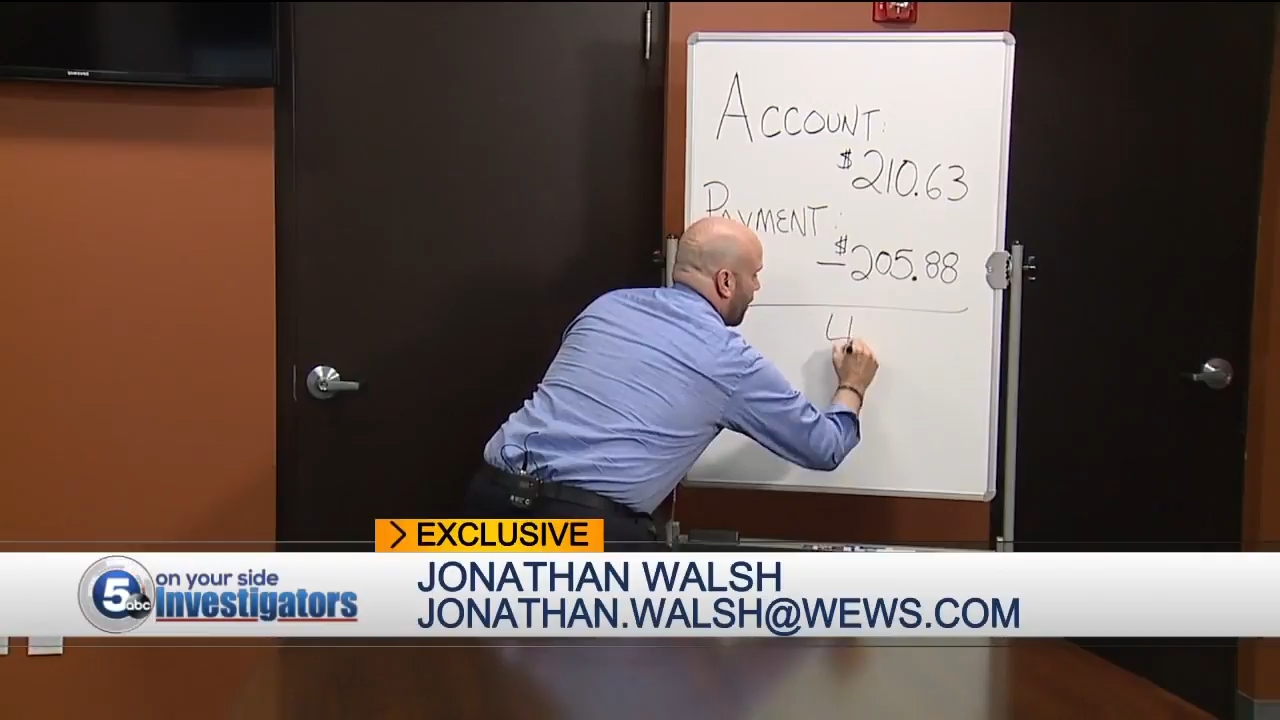 SAMSUNG
ACCOUNT:
$210.63
PAYMENT:
-$205.88
4
> EXCLUSIVE
5 abc on your side Investigators
JONATHAN WALSH
JONATHAN.WALSH@WEWS.COM